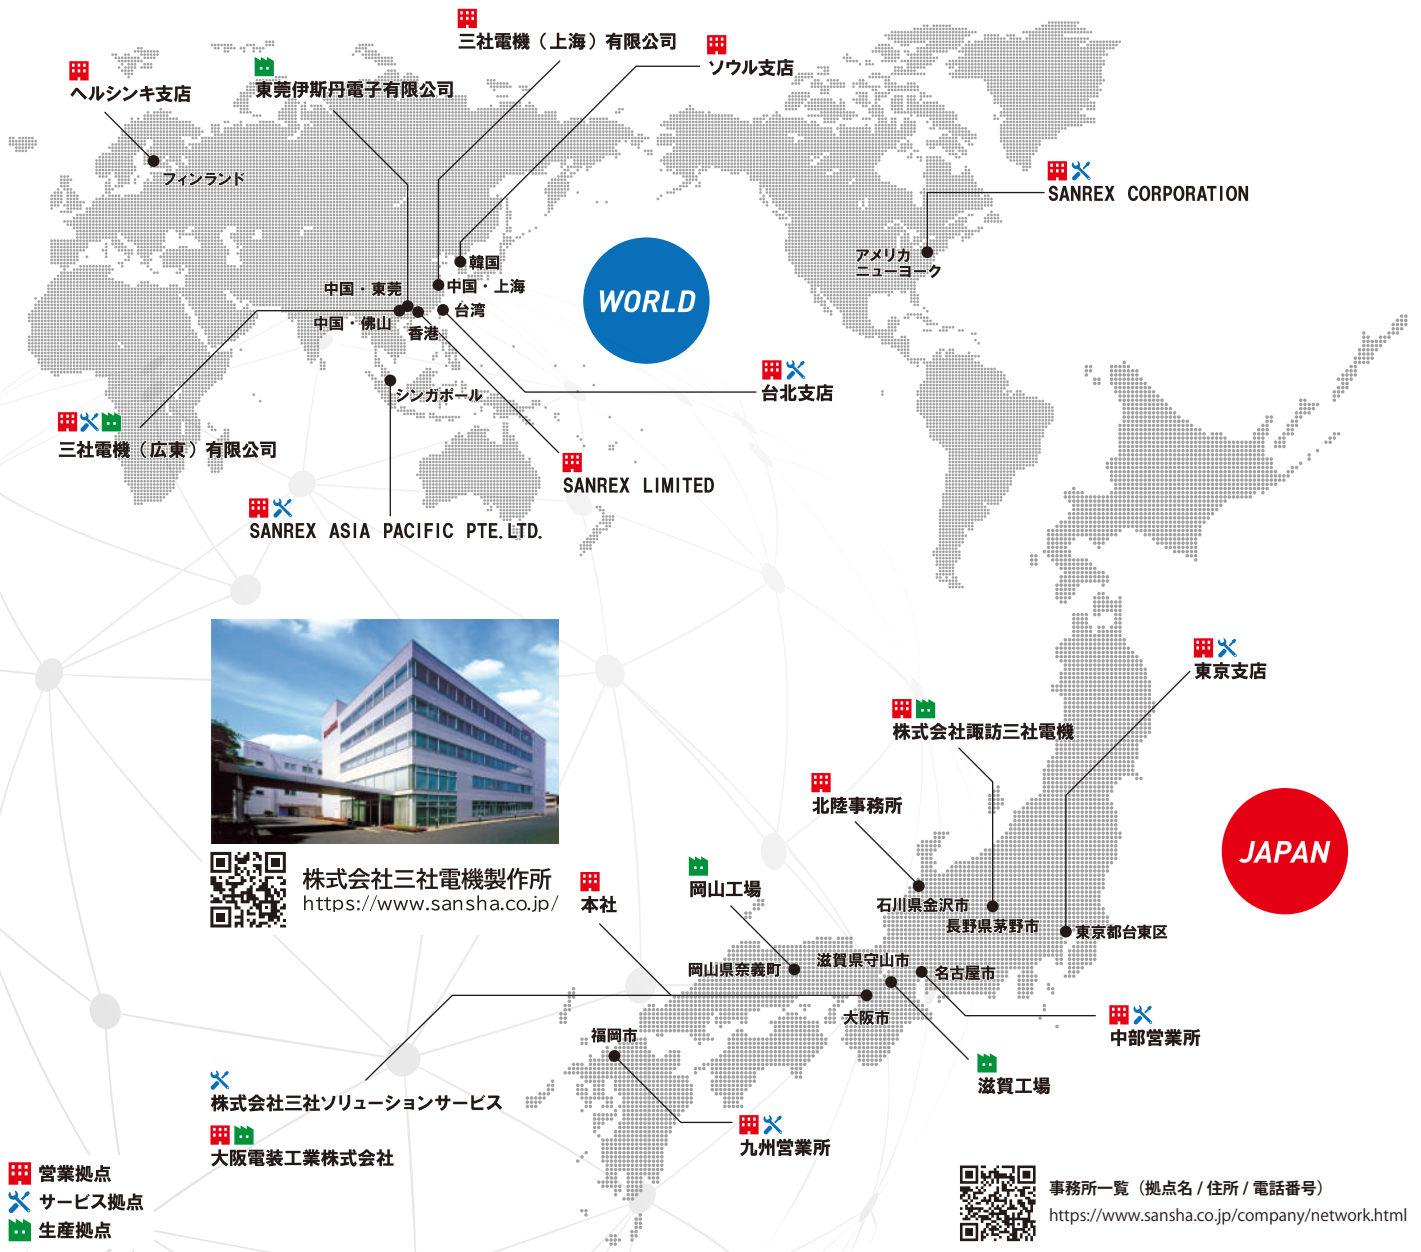 三社電機（上海）有限公司
ソウル支店
ヘルシンキ支店
東莞伊斯丹電子有限公司
フィンランド
SANREX CORPORATION
アメリカ
ニューヨーク
韓国
中国・東莞
中国・上海
WORLD
中国・佛山
台湾
香港
台北支店
シンガポール
三社電機（広東）有限公司
SANREX LIMITED
SANREX ASIA PACIFIC PTE.LTD.
東京支店
株式会社諏訪三社電機
北陸事務所
JAPAN
株式会社三社電機製作所
https://www.sansha.co.jp/
本社
岡山工場
石川県金沢市
長野県茅野市
東京都台東区
岡山県奈義町
滋賀県守山市
名古屋市
大阪市
中部営業所
福岡市
滋賀工場
株式会社三社ソリューションサービス
大阪電装工業株式会社
九州営業所
営業拠点
サービス拠点
生産拠点
事務所一覧（拠点名 / 住所 / 電話番号）
https://www.sansha.co.jp/company/network.html